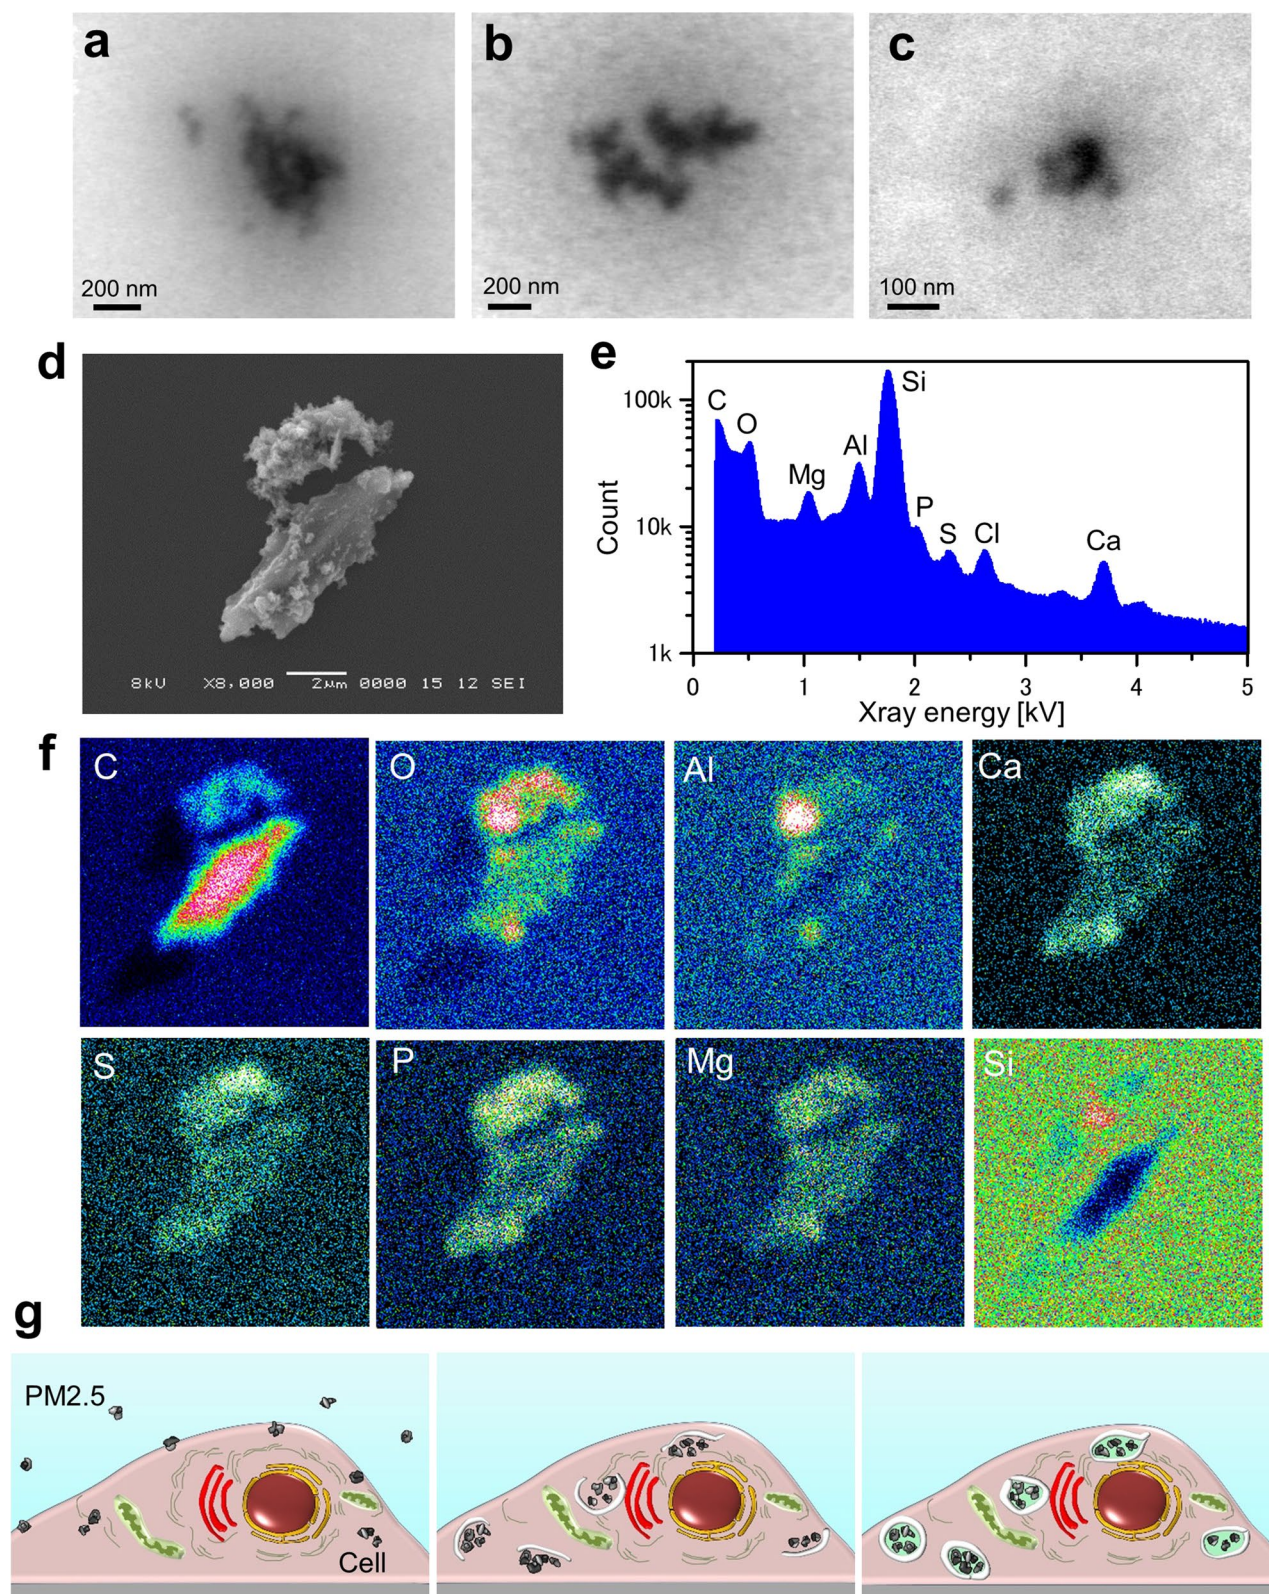 a
b
c
200 nm
200 nm
100 nm
d
8kV X8,000 2µm 0000 15 12 SEI
e
100k
10k
1k
Count
C
O
Mg
Al
Si
P
S
Cl
Ca
0 1 2 3 4 5
Xray energy [kV]
f
C
O
Al
Ca
S
P
Mg
Si
g
PM2.5
Cell